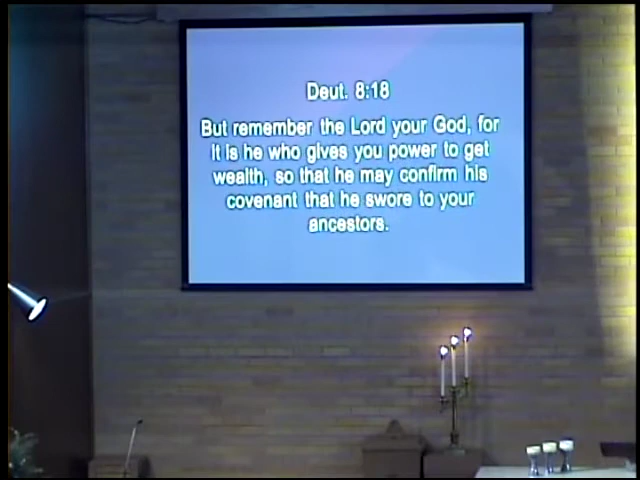 Deut. 8:18
But remember the Lord your God, for
it is he who gives you power to get
wealth, so that he may confirm his
covenant that he swore to your
ancestors.